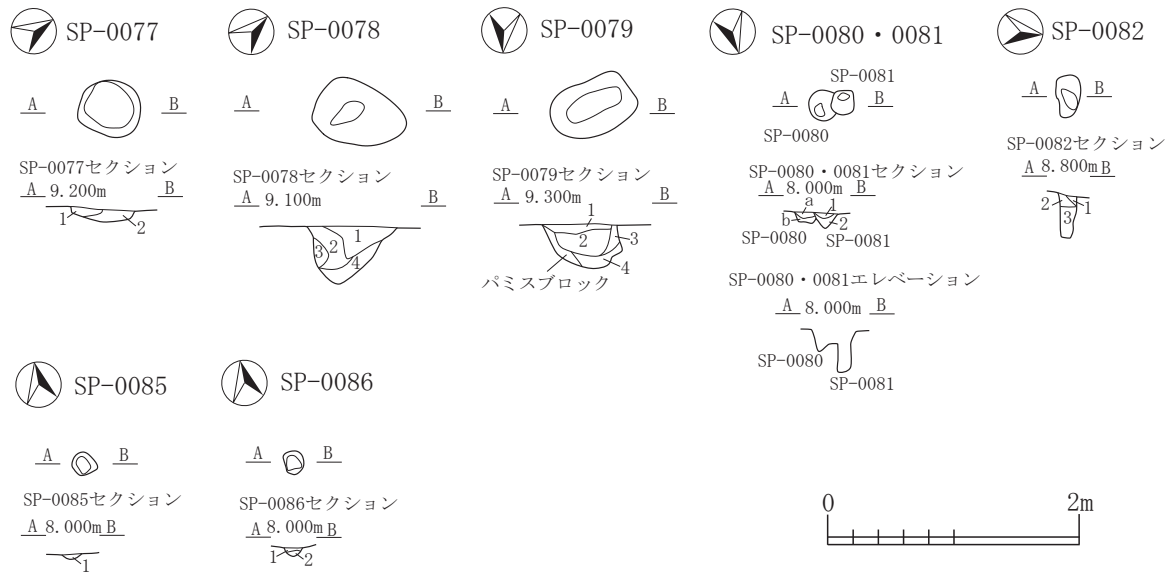 SP-0077
A B
SP-0077セクション
A 9.200m B
1
2
SP-0078
A B
SP-0078セクション
A 9.100m B
1
2
3
4
SP-0079
A B
SP-0079セクション
A 9.300m B
1
2
3
4
パミスブロック
SP-0080・0081
SP-0081
A B
SP-0080
SP-0080・0081セクション
A 8.000m B
a 1
b 2
SP-0080 SP-0081
SP-0080・0081エレベーション
A 8.000m B
SP-0080
SP-0081
SP-0082
A B
SP-0082セクション
A 8.800m B
2 1
3
SP-0085
A B
SP-0085セクション
A 8.000m B
1
SP-0086
A B
SP-0086セクション
A 8.000m B
1 2
0 2m